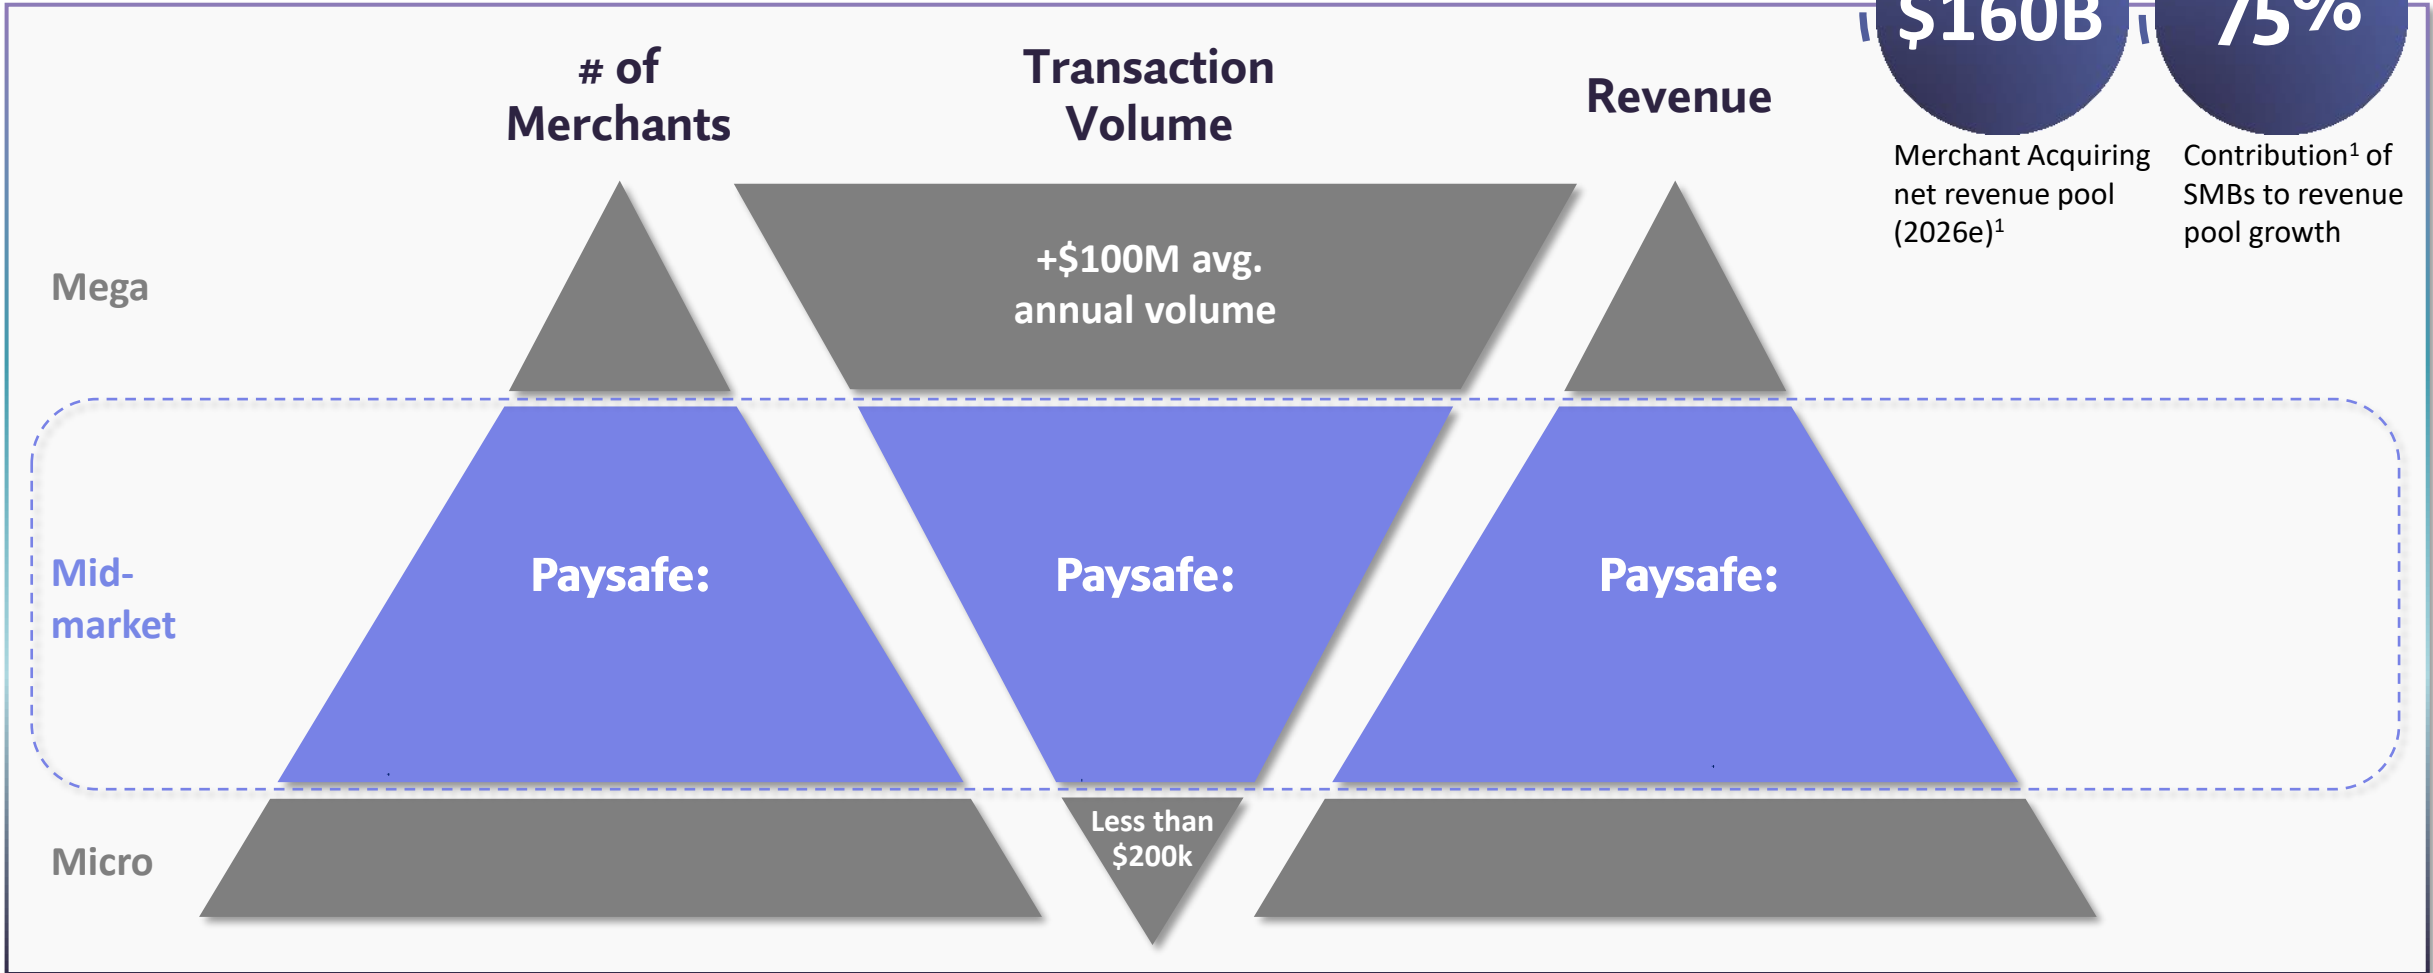 $160B
75%
# of
Merchants
Transaction
Volume
Revenue
Merchant Acquiring
net revenue pool
(2026e)¹
Contribution¹ of
SMBs to revenue
pool growth
Mega
+$100M avg.
annual volume
Mid-
market
Paysafe:
Paysafe:
Paysafe:
Micro
Less than
$200k